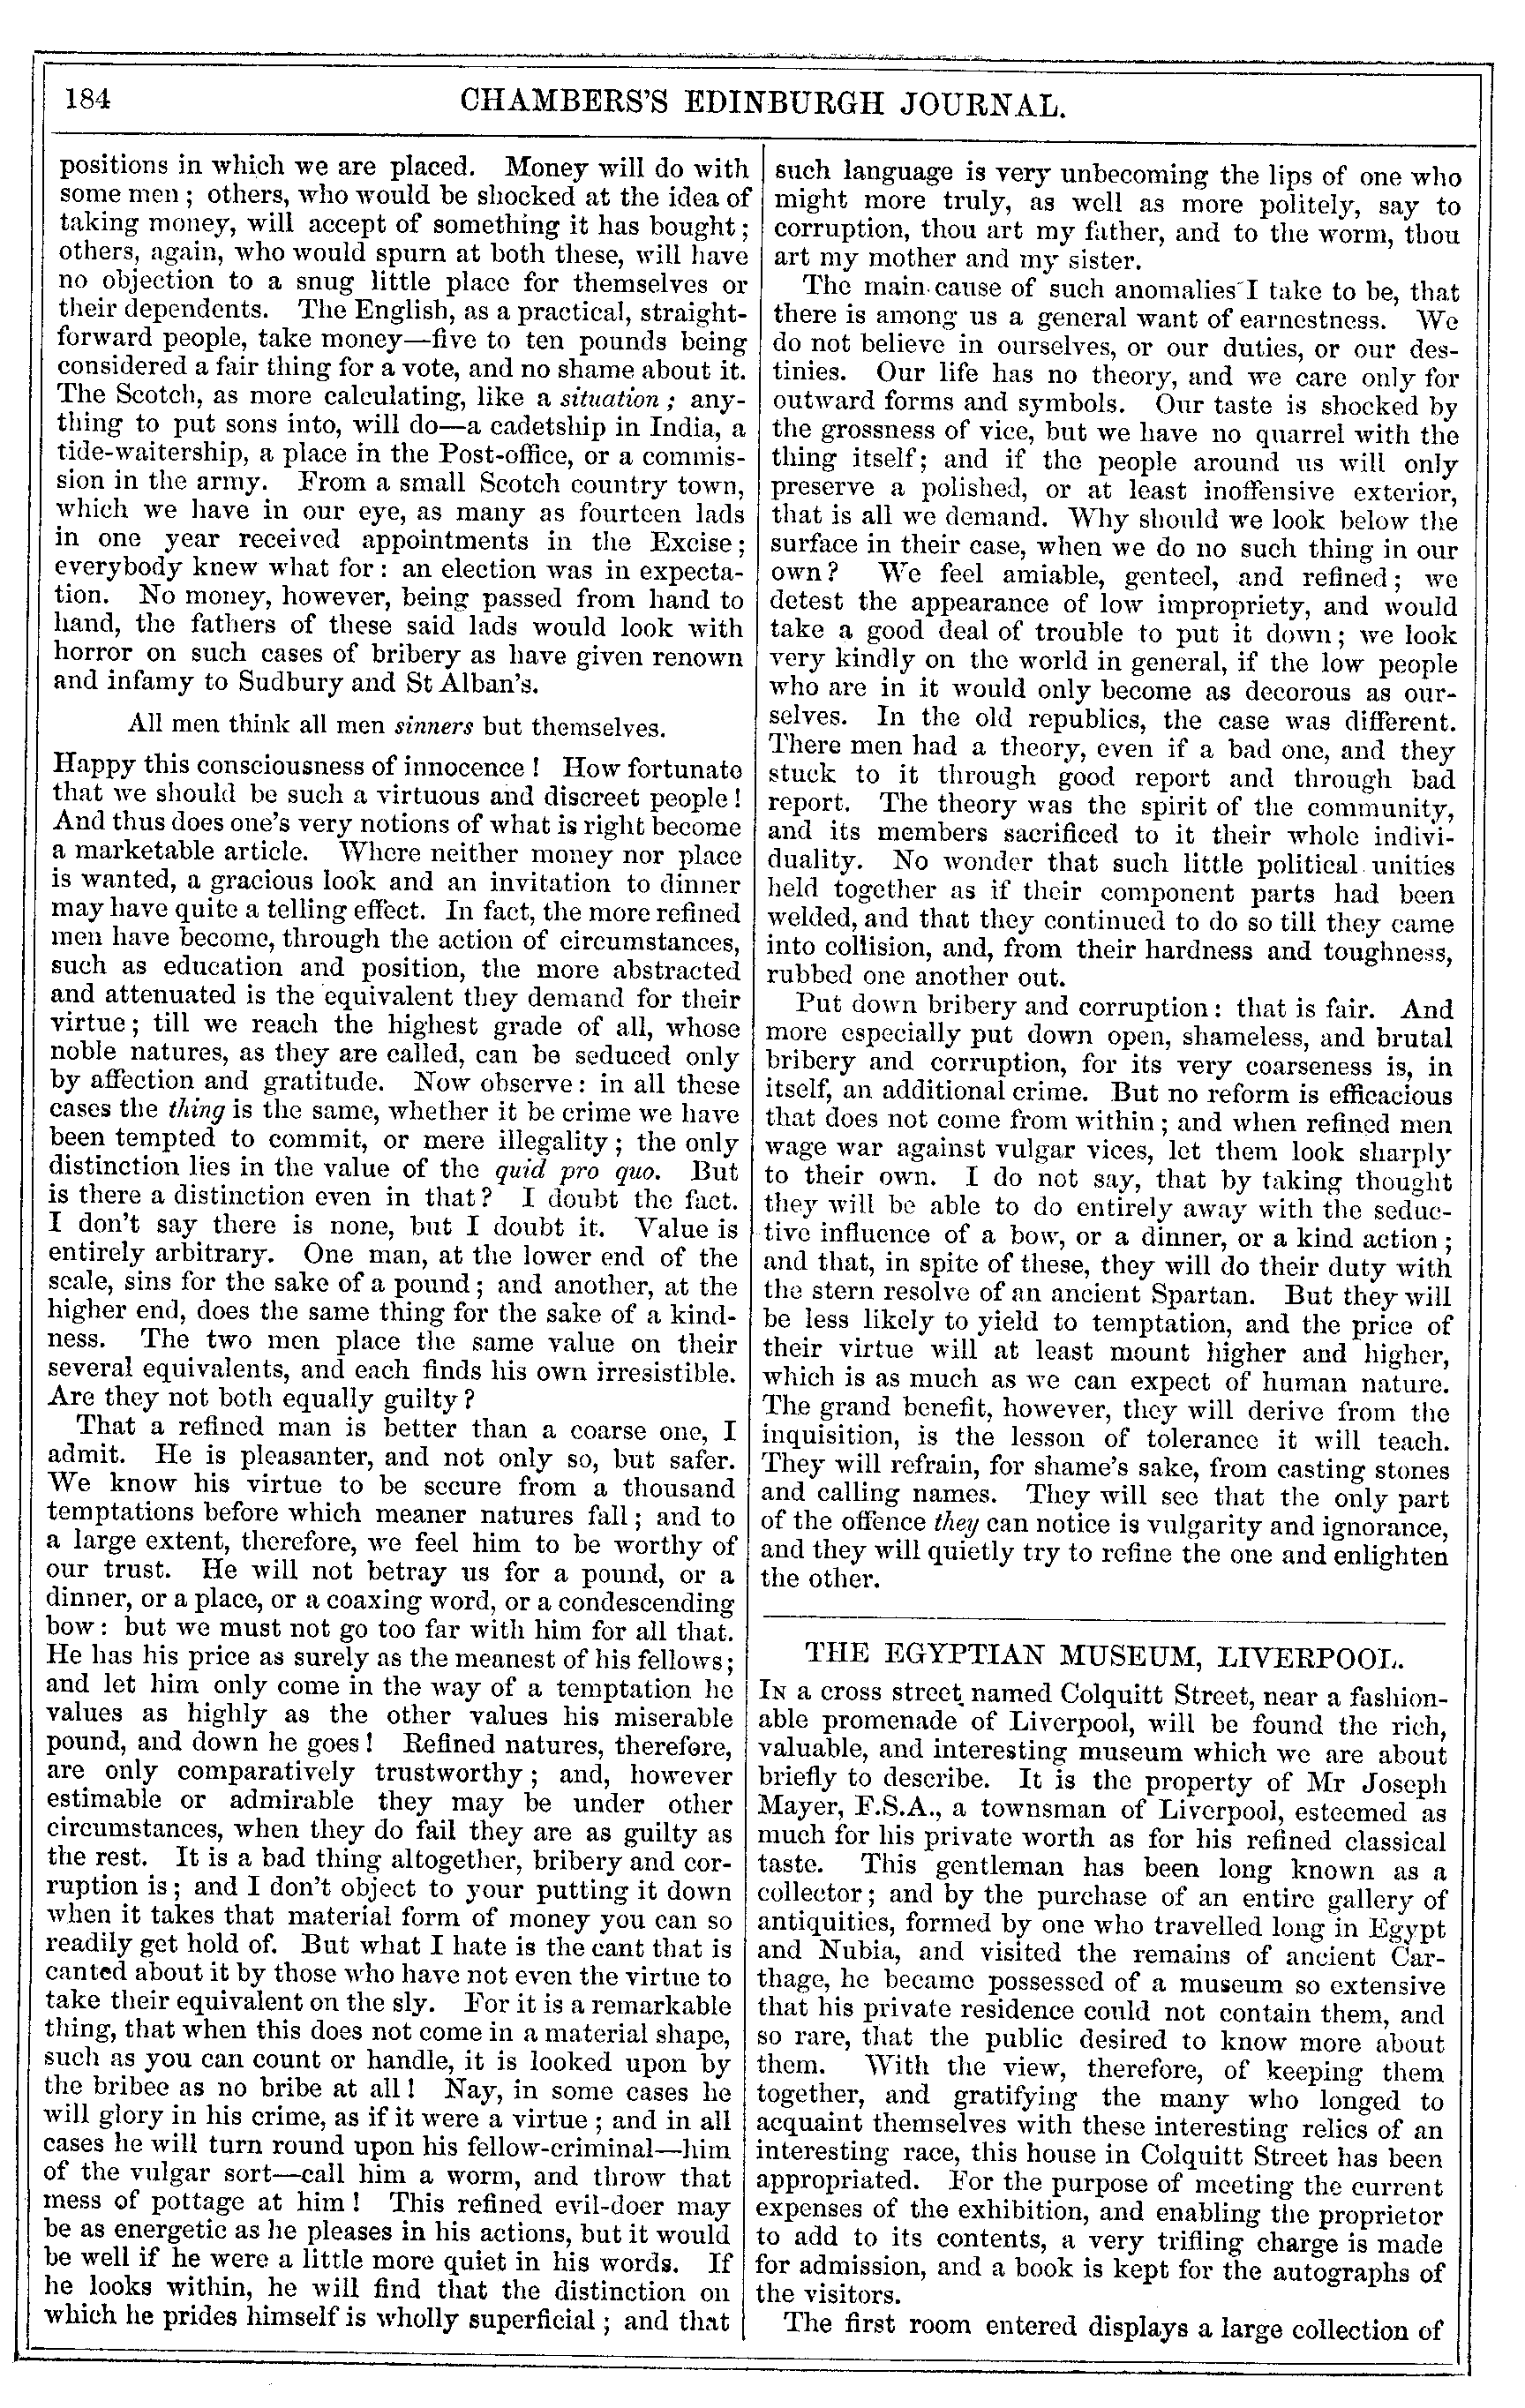 184
CHAMBERS'S EDINBURGH JOURNAL.
positions in which we are placed. Money will do with
some men; others, who would be shocked at the idea of
taking money, will accept of something it has bought;
others, again, who would spurn at both these, will have
no objection to a snug little place for themselves or
their dependents. The English, as a practical, straight-
forward people, take money—five to ten pounds being
considered a fair thing for a vote, and no shame about it.
The Scotch, as more calculating, like a situation; any-
thing to put sons into, will do—a cadetship in India, a
tide-waitership, a place in the Post-office, or a commis-
sion in the army. From a small Scotch country town,
which we have in our eye, as many as fourteen lads
in one year received appointments in the Excise;
everybody knew what for: an election was in expecta-
tion. No money, however, being passed from hand to
hand, the fathers of these said lads would look with
horror on such cases of bribery as have given renown
and infamy to Sudbury and St Alban's.
All men think all men sinners but themselves.
Happy this consciousness of innocence! How fortunate
that we should be such a virtuous and discreet people!
And thus does one's very notions of what is right become
a marketable article. Where neither money nor place
is wanted, a gracious look and an invitation to dinner
may have quite a telling effect. In fact, the more refined
men have become, through the action of circumstances,
such as education and position, the more abstracted
and attenuated is the equivalent they demand for their
virtue; till we reach the highest grade of all, whose
noble natures, as they are called, can be seduced only
by affection and gratitude. Now observe: in all these
cases the thing is the same, whether it be crime we have
been tempted to commit, or mere illegality; the only
distinction lies in the value of the quid pro quo. But
is there a distinction even in that? I doubt the fact.
I don't say there is none, but I doubt it. Value is
entirely arbitrary. One man, at the lower end of the
scale, sins for the sake of a pound; and another, at the
higher end, does the same thing for the sake of a kind-
ness. The two men place the same value on their
several equivalents, and each finds his own irresistible.
Are they not both equally guilty?
That a refined man is better than a coarse one, I
admit. He is pleasanter, and not only so, but safer.
We know his virtue to be secure from a thousand
temptations before which meaner natures fall; and to
a large extent, therefore, we feel him to be worthy of
our trust. He will not betray us for a pound, or a
dinner, or a place, or a coaxing word, or a condescending
bow: but we must not go too far with him for all that.
He has his price as surely as the meanest of his fellows;
and let him only come in the way of a temptation he
values as highly as the other values his miserable
pound, and down he goes! Refined natures, therefore,
are only comparatively trustworthy; and, however
estimable or admirable they may be under other
circumstances, when they do fail they are as guilty as
the rest. It is a bad thing altogether, bribery and cor-
ruption is; and I don't object to your putting it down
when it takes that material form of money you can so
readily get hold of. But what I hate is the cant that is
canted about it by those who have not even the virtue to
take their equivalent on the sly. For it is a remarkable
thing, that when this does not come in a material shape,
such as you can count or handle, it is looked upon by
the bribee as no bribe at all! Nay, in some cases he
will glory in his crime, as if it were a virtue; and in all
cases he will turn round upon his fellow-criminal—him
of the vulgar sort—call him a worm, and throw that
mess of pottage at him! This refined evil-doer may
be as energetic as he pleases in his actions, but it would
be well if he were a little more quiet in his words. If
he looks within, he will find that the distinction on
which he prides himself is wholly superficial; and that
such language is very unbecoming the lips of one who
might more truly, as well as more politely, say to
corruption, thou art my father, and to the worm, thou
art my mother and my sister.
The main cause of such anomalies I take to be, that
there is among us a general want of earnestness. We
do not believe in ourselves, or our duties, or our des-
tinies. Our life has no theory, and we care only for
outward forms and symbols. Our taste is shocked by
the grossness of vice, but we have no quarrel with the
thing itself; and if the people around us will only
preserve a polished, or at least inoffensive exterior,
that is all we demand. Why should we look below the
surface in their case, when we do no such thing in our
own? We feel amiable, genteel, and refined; we
detest the appearance of low impropriety, and would
take a good deal of trouble to put it down; we look
very kindly on the world in general, if the low people
who are in it would only become as decorous as our-
selves. In the old republics, the case was different.
There men had a theory, even if a bad one, and they
stuck to it through good report and through bad
report. The theory was the spirit of the community,
and its members sacrificed to it their whole indivi-
duality. No wonder that such little political unities
held together as if their component parts had been
welded, and that they continued to do so till they came
into collision, and, from their hardness and toughness,
rubbed one another out.
Put down bribery and corruption: that is fair. And
more especially put down open, shameless, and brutal
bribery and corruption, for its very coarseness is, in
itself, an additional crime. But no reform is efficacious
that does not come from within; and when refined men
wage war against vulgar vices, let them look sharply
to their own. I do not say, that by taking thought
they will be able to do entirely away with the seduc-
tive influence of a bow, or a dinner, or a kind action;
and that, in spite of these, they will do their duty with
the stern resolve of an ancient Spartan. But they will
be less likely to yield to temptation, and the price of
their virtue will at least mount higher and higher,
which is as much as we can expect of human nature.
The grand benefit, however, they will derive from the
inquisition, is the lesson of tolerance it will teach.
They will refrain, for shame's sake, from casting stones
and calling names. They will see that the only part
of the offence they can notice is vulgarity and ignorance,
and they will quietly try to refine the one and enlighten
the other.
THE EGYPTIAN MUSEUM, LIVERPOOL.
IN a cross street named Colquitt Street, near a fashion-
able promenade of Liverpool, will be found the rich,
valuable, and interesting museum which we are about
briefly to describe. It is the property of Mr Joseph
Mayer, F.S.A., a townsman of Liverpool, esteemed as
much for his private worth as for his refined classical
taste. This gentleman has been long known as a
collector; and by the purchase of an entire gallery of
antiquities, formed by one who travelled long in Egypt
and Nubia, and visited the remains of ancient Car-
thage, he became possessed of a museum so extensive
that his private residence could not contain them, and
so rare, that the public desired to know more about
them. With the view, therefore, of keeping them
together, and gratifying the many who longed to
acquaint themselves with these interesting relics of an
interesting race, this house in Colquitt Street has been
appropriated. For the purpose of meeting the current
expenses of the exhibition, and enabling the proprietor
to add to its contents, a very trifling charge is made
for admission, and a book is kept for the autographs of
the visitors.
The first room entered displays a large collection of